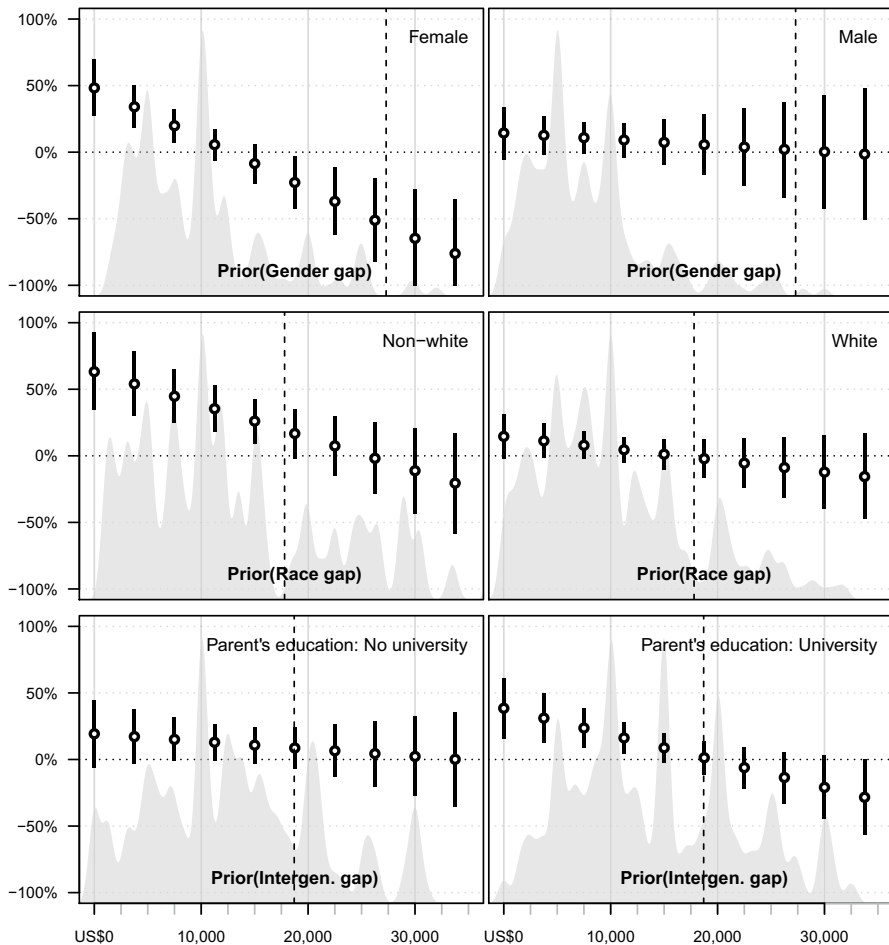 100%
50%
0%
−50%
−100%
Female
Prior(Gender gap)
Male
Prior(Gender gap)
100%
50%
0%
−50%
−100%
Non−white
Prior(Race gap)
White
Prior(Race gap)
100%
50%
0%
−50%
−100%
Parent's education: No university
Prior(Intergen. gap)
Parent's education: University
Prior(Intergen. gap)
US$0 10,000 20,000 30,000 US$0 10,000 20,000 30,000